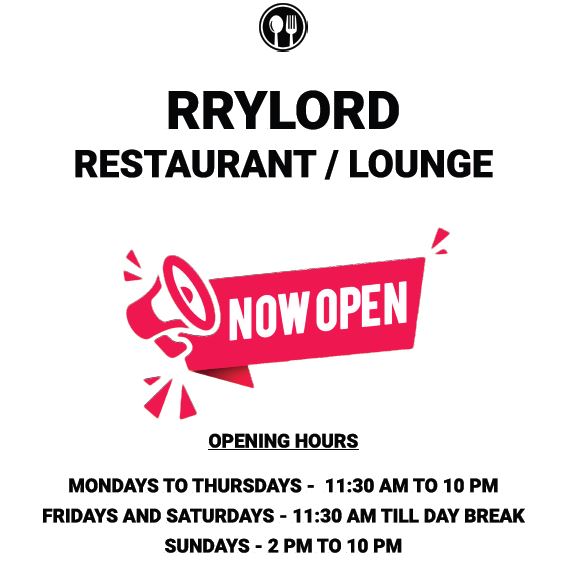 RRYLORD
RESTAURANT / LOUNGE
NOW OPEN
OPENING HOURS
MONDAYS TO THURSDAYS - 11:30 AM TO 10 PM
FRIDAYS AND SATURDAYS - 11:30 AM TILL DAY BREAK
SUNDAYS - 2 PM TO 10 PM